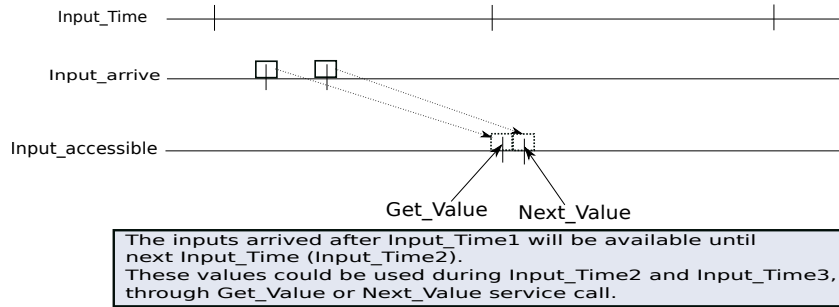 Input_Time
Input_arrive
Input_accessible
Get_Value
Next_Value
The inputs arrived after Input_Time1 will be available until
next Input_Time (Input_Time2).
These values could be used during Input_Time2 and Input_Time3,
through Get_Value or Next_Value service call.